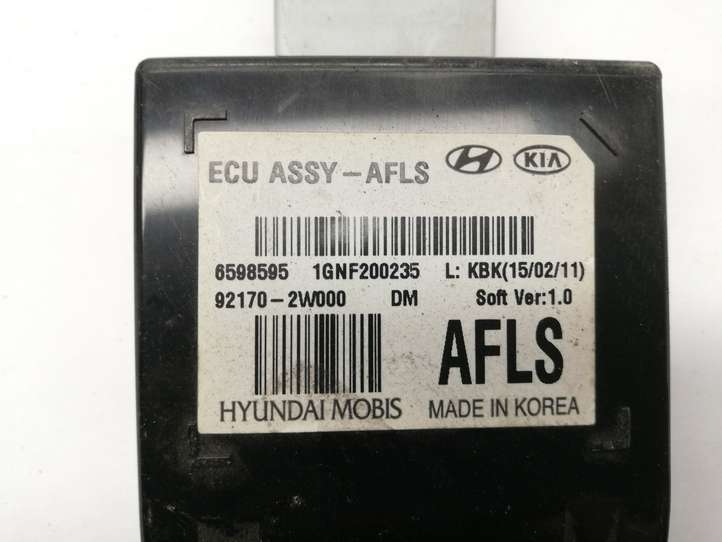 ECU ASSY-AFLS KIA
6598595 1GNF200235 L: KBK(15/02/11)
92170-2W000 DM Soft Ver:1.0
AFLS
HYUNDAI MOBIS MADE IN KOREA